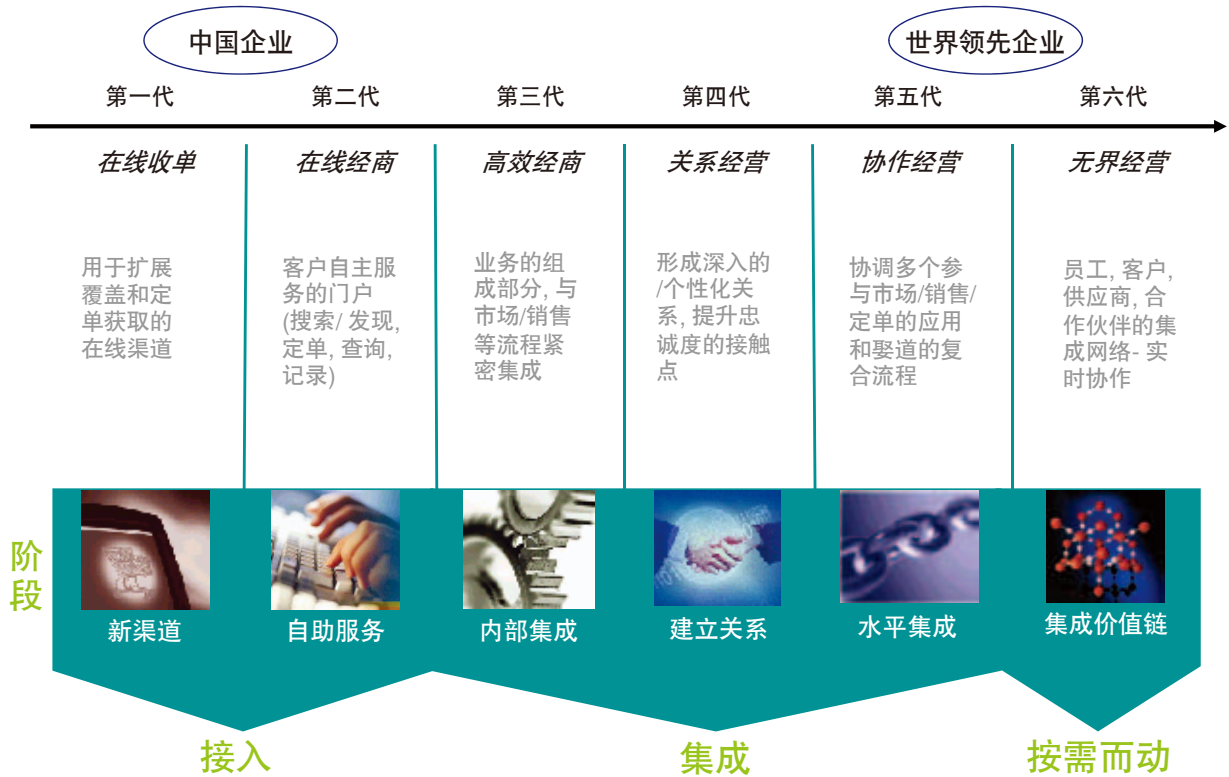 中国企业
世界领先企业
第一代
第二代
第三代
第四代
第五代
第六代
在线收单
在线经商
高效经商
关系经营
协作经营
无界经营
用于扩展
覆盖和定
单获取的
在线渠道
客户自主服
务的门户
(搜索/ 发现,
定单, 查询,
记录)
业务的组
成部分, 与
市场/销售
等流程紧
密集成
形成深入的
/个性化关
系, 提升忠
诚度的接触
点
协调多个参
与市场/销售/
定单的应用
和娶道的复
合流程
员工, 客户,
供应商, 合
作伙伴的集
成网络- 实
时协作
阶
段
新渠道
自助服务
内部集成
建立关系
水平集成
集成价值链
接入
集成
按需而动